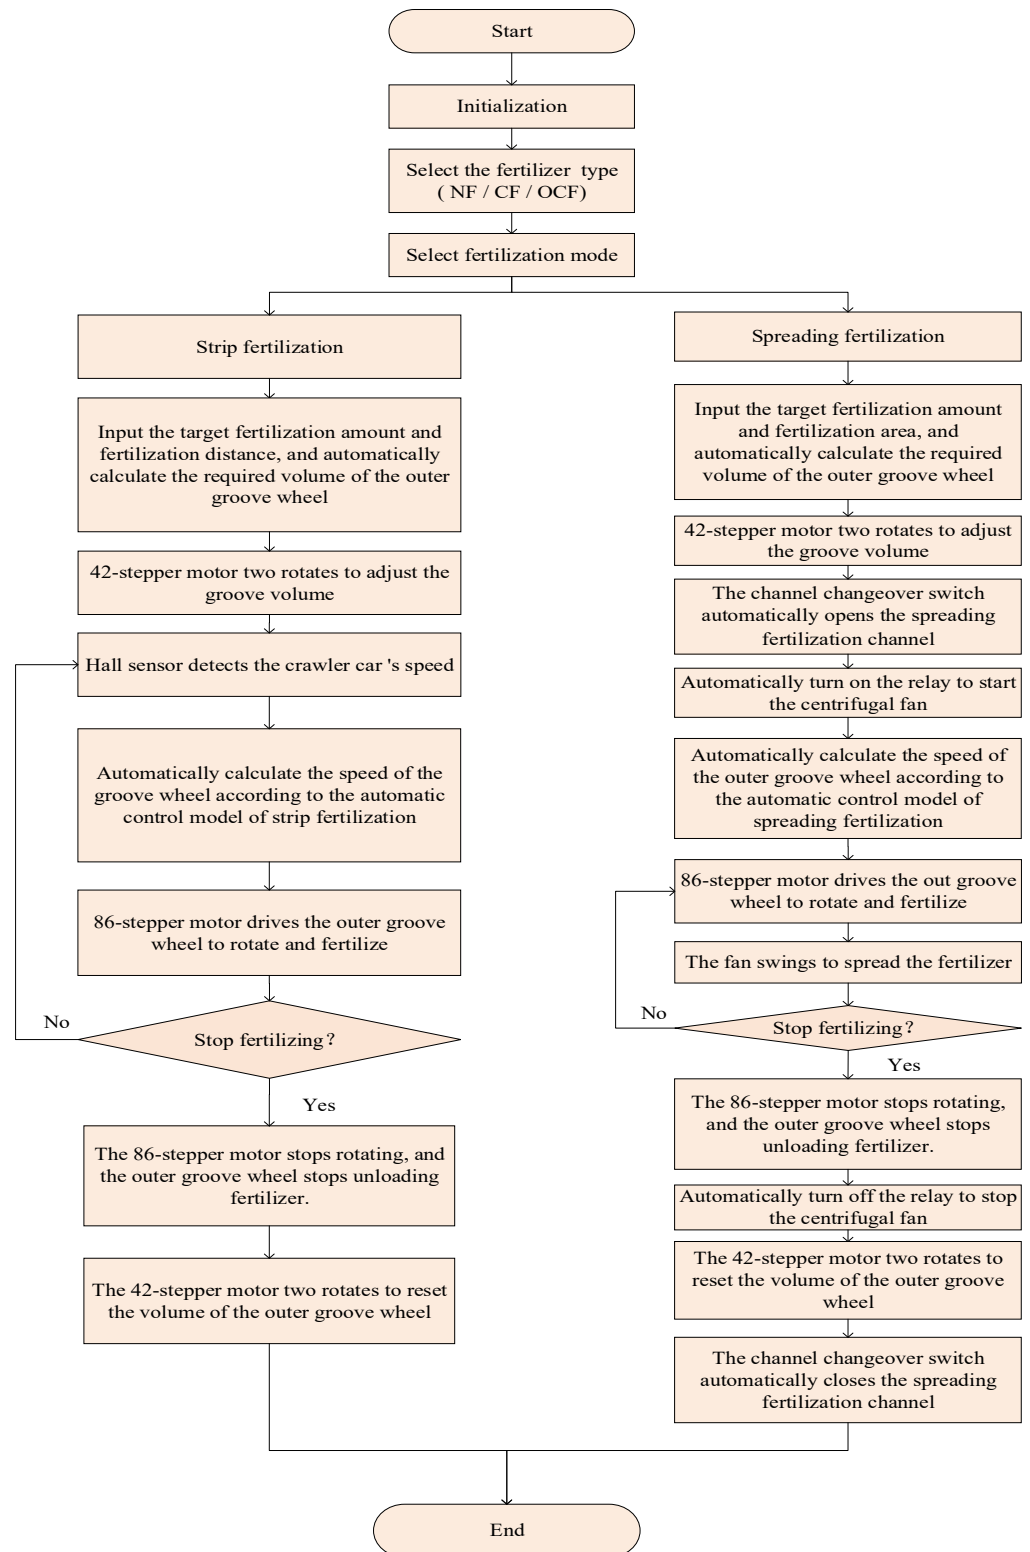 Start
Initialization
Select the fertilizer type
( NF / CF / OCF)
Select fertilization mode
Strip fertilization
Input the target fertilization amount and
fertilization distance, and automatically
calculate the required volume of the outer
groove wheel
42-stepper motor two rotates to adjust the
groove volume
Hall sensor detects the crawler car 's speed
Automatically calculate the speed of the
groove wheel according to the automatic
control model of strip fertilization
86-stepper motor drives the outer groove
wheel to rotate and fertilize
No
Stop fertilizing?
Yes
The 86-stepper motor stops rotating, and
the outer groove wheel stops unloading
fertilizer.
The 42-stepper motor two rotates to reset
the volume of the outer groove wheel
Spreading fertilization
Input the target fertilization amount
and fertilization area, and
automatically calculate the required
volume of the outer groove wheel
42-stepper motor two rotates to adjust
the groove volume
The channel changeover switch
automatically opens the spreading
fertilization channel
Automatically turn on the relay to start
the centrifugal fan
Automatically calculate the speed of
the outer groove wheel according to
the automatic control model of
spreading fertilization
86-stepper motor drives the out groove
wheel to rotate and fertilize
The fan swings to spread the fertilizer
No
Stop fertilizing?
Yes
The 86-stepper motor stops rotating,
and the outer groove wheel stops
unloading fertilizer.
Automatically turn off the relay to stop
the centrifugal fan
The 42-stepper motor two rotates to
reset the volume of the outer groove
wheel
The channel changeover switch
automatically closes the spreading
fertilization channel
End